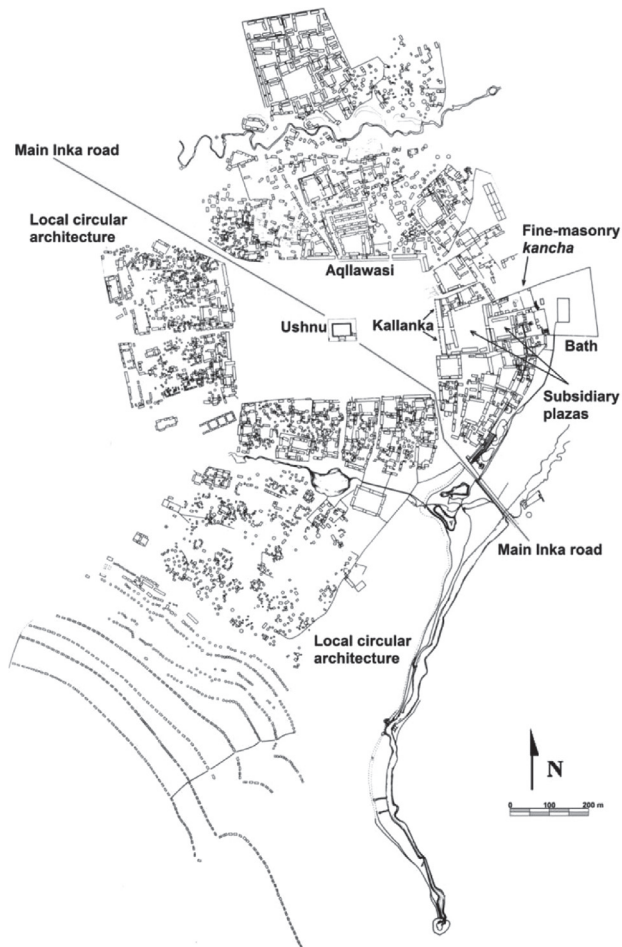 Main Inka road
Local circular
architecture
Fine-masonry
kancha
Aqllawasi
Ushnu
Kallanka
Bath
Subsidiary
plazas
Main Inka road
Local circular
architecture
N
0 100 200 m